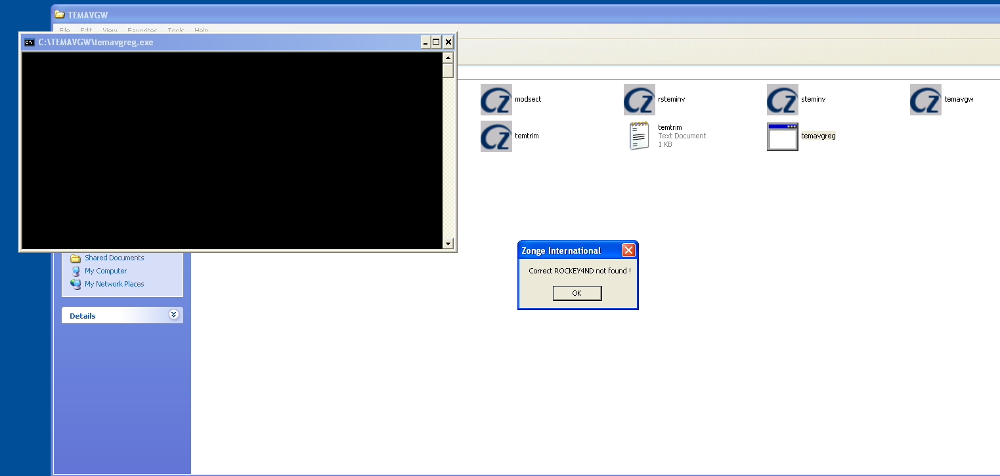 TEMAVGW
File Edit View Favorites Tools Help
C:\TEMAVGW\temavgreg.exe
modsect
rsteminv
steminv
temavgw
temtrim
temtrim
Text Document
1 KB
temavgreg
Zonge International
Correct ROCKEY4ND not found !
OK
Shared Documents
My Computer
My Network Places
Details